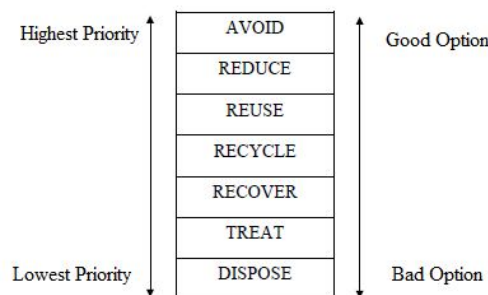 Highest Priority
AVOID
Good Option
REDUCE
REUSE
RECYCLE
RECOVER
TREAT
Lowest Priority
DISPOSE
Bad Option